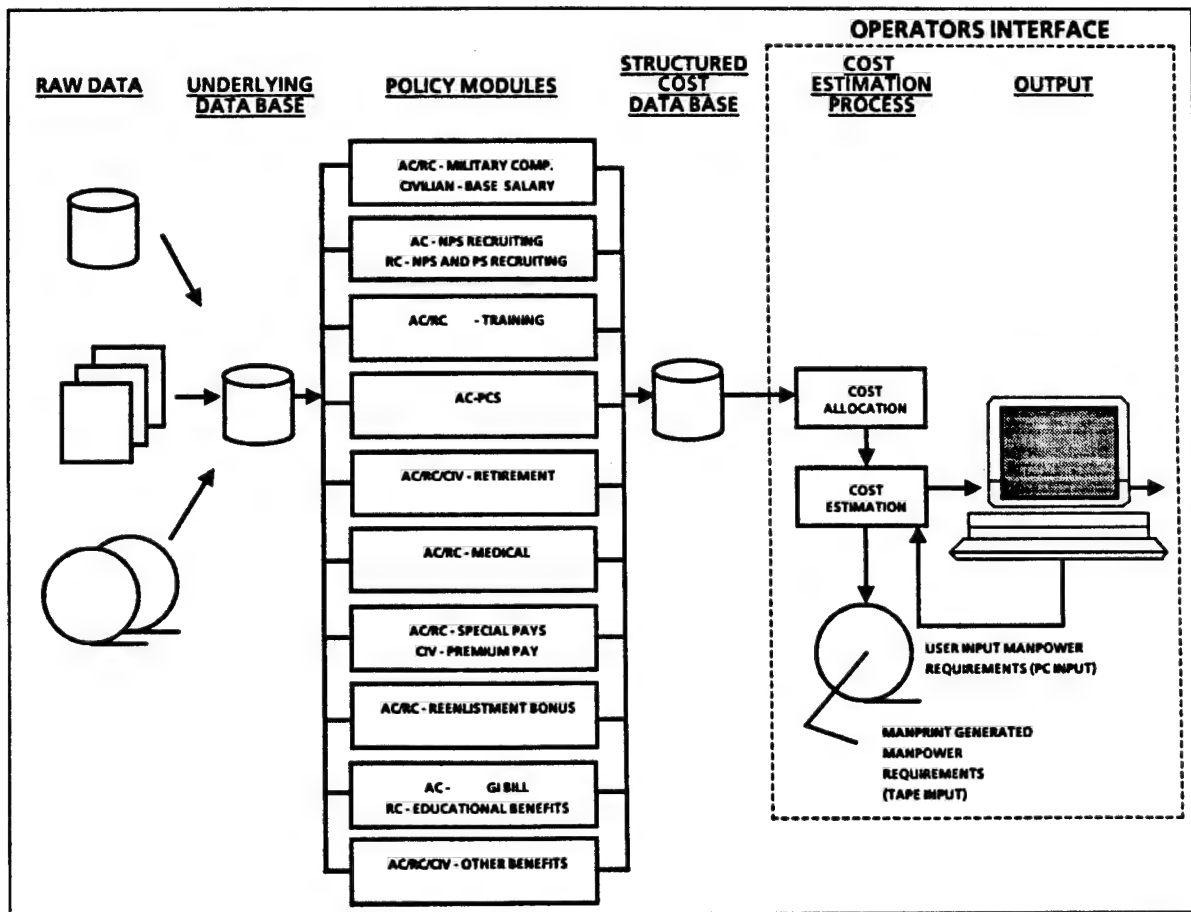 OPERATORS INTERFACE
RAW DATA
UNDERLYING
DATA BASE
POLICY MODULES
STRUCTURED
COST
DATA BASE
COST
ESTIMATION
PROCESS
OUTPUT
AC/RC - MILITARY COMP.
CIVILIAN - BASE SALARY
AC - NPS RECRUITING
RC - NPS AND PS RECRUITING
AC/RC - TRAINING
AC-PCS
AC/RC/CIV - RETIREMENT
AC/RC - MEDICAL
AC/RC - SPECIAL PAYS
CIV - PREMIUM PAY
AC/RC - REENLISTMENT BONUS
AC - GI BILL
RC - EDUCATIONAL BENEFITS
AC/RC/CIV - OTHER BENEFITS
COST
ALLOCATION
COST
ESTIMATION
USER INPUT MANPOWER
REQUIREMENTS (PC INPUT)
MANPRINT GENERATED
MANPOWER
REQUIREMENTS
(TAPE INPUT)